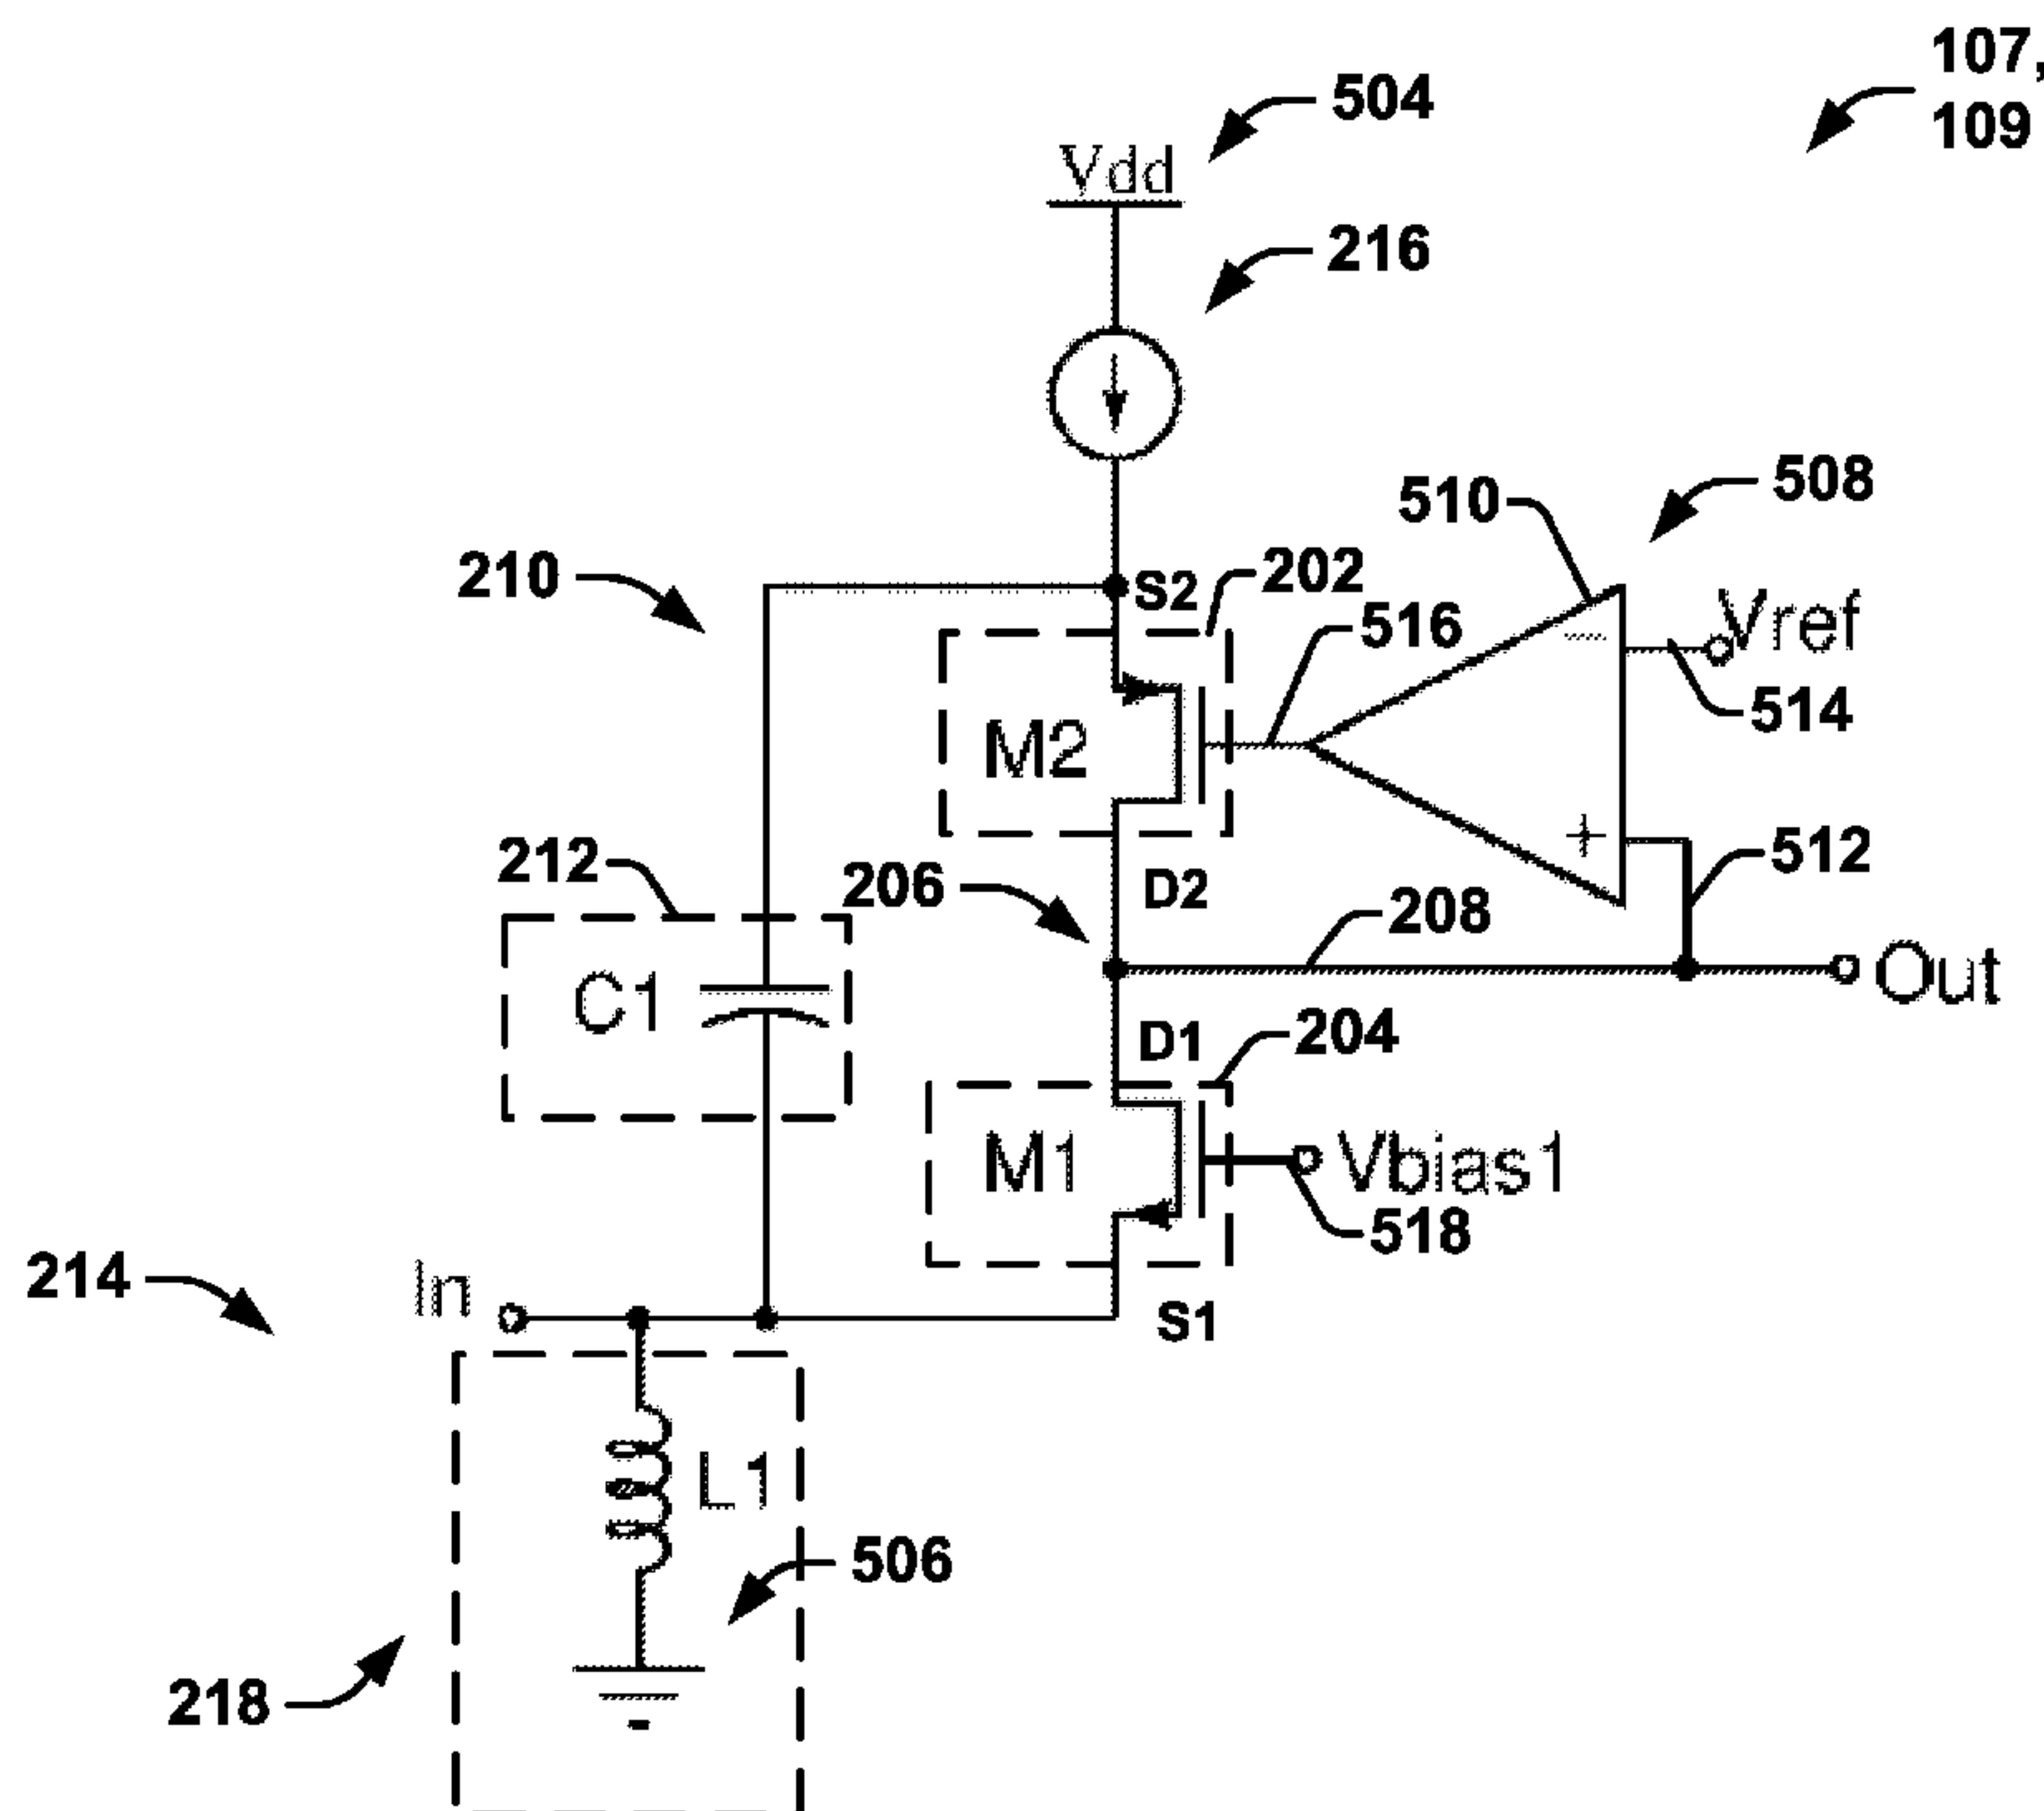 107,
109
504
Vdd
216
508
510
210
S2
202
516
Vref
514
M2
212
206
D2
512
208
C1
Out
D1
204
M1
Vbias1
518
214
In
S1
L1
506
218